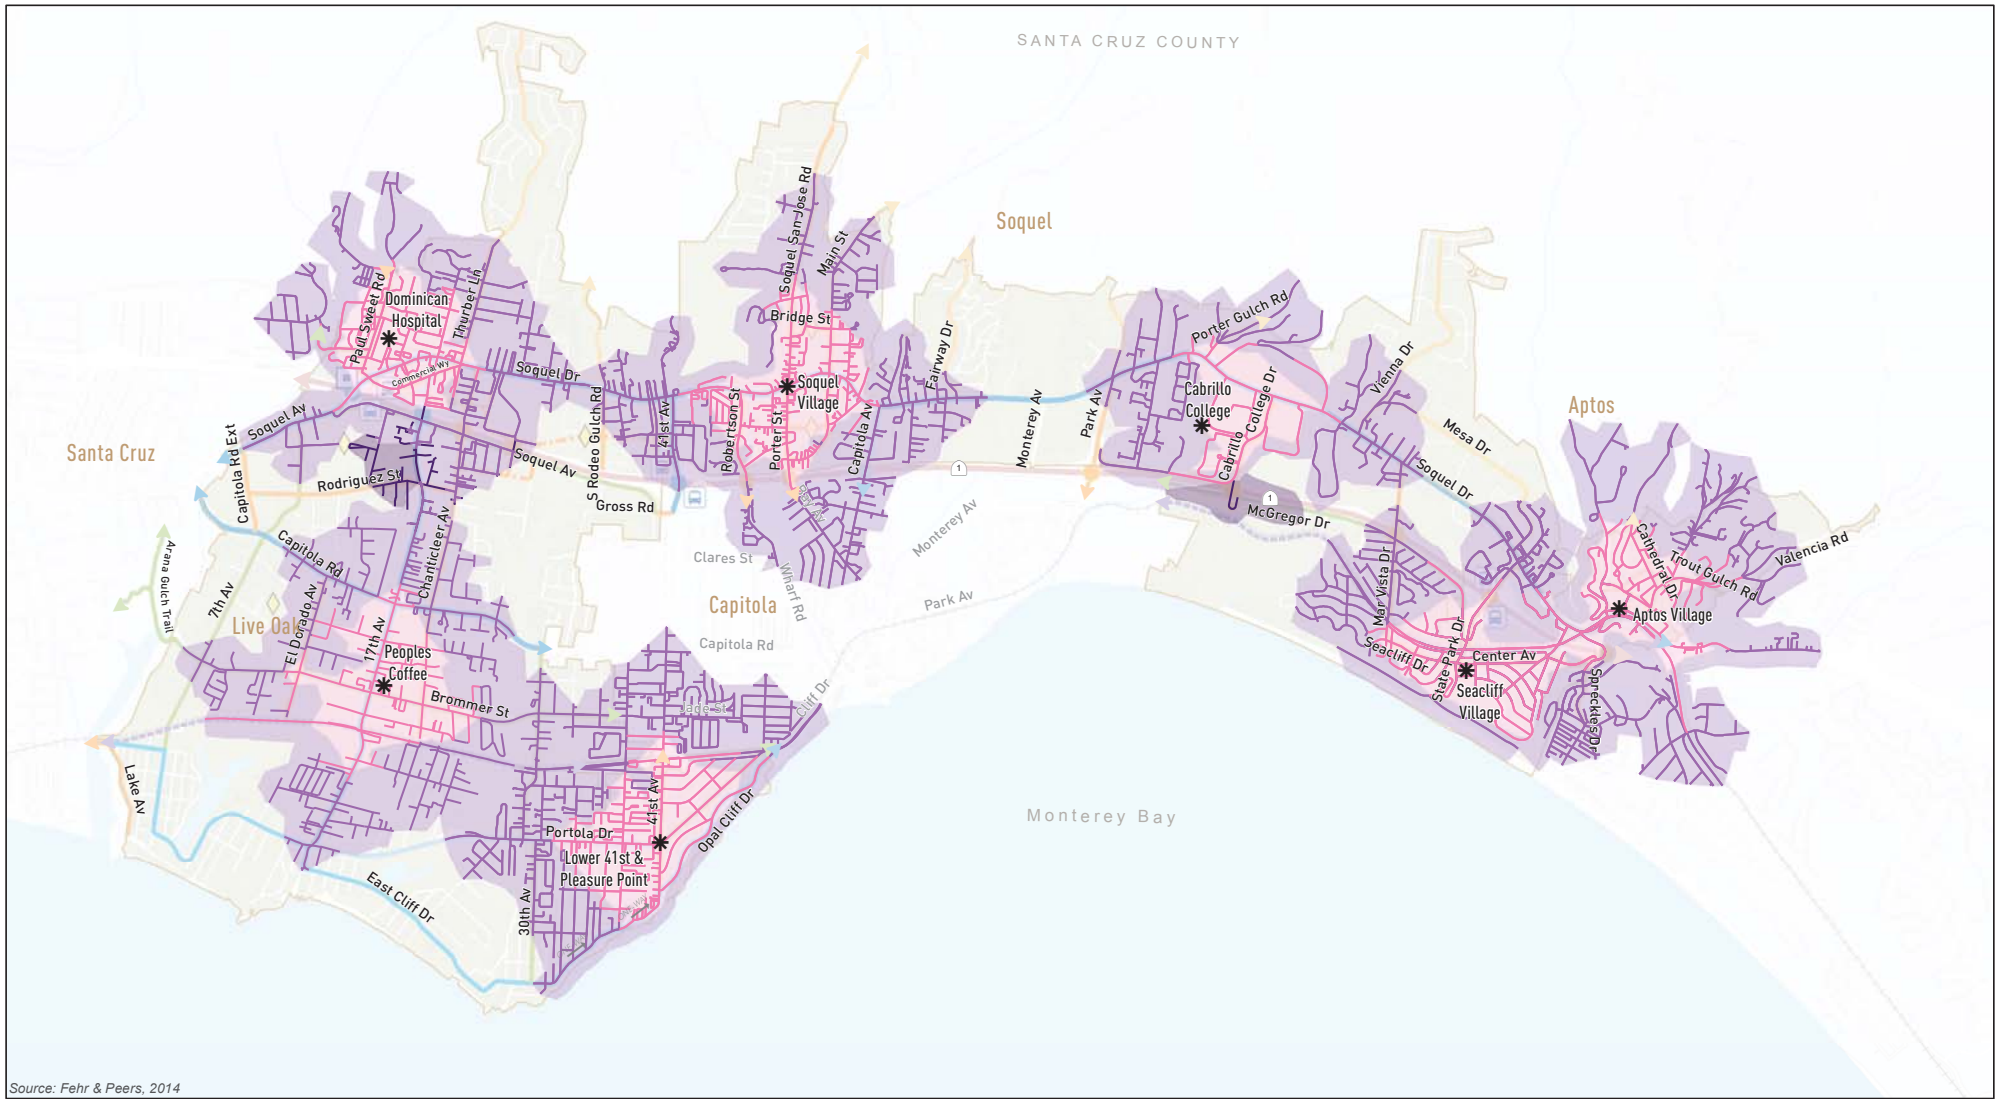 SANTA CRUZ COUNTY
Soquel
Soquel San Jose Rd
Main St
Paul Sweet Rd
Dominican
Hospital
Thurber Ln
Commercial Wy
Bridge St
Soquel Dr
Soquel
Village
Fairway Dr
Porter Gulch Rd
Vienna Dr
Cabrillo
College
Cabrillo College Dr
Aptos
Mesa Dr
Soquel Av
Capitola Rd Ext
Santa Cruz
Rodriguez St
Soquel Av
S Rodeo Gulch Rd
41st Av
Robertson St
Porter St
Capitola Av
Monterey Av
Park Av
1
1
Soquel Dr
Gross Rd
Bay Av
McGregor Dr
Monterey Av
Capitola Rd
Chanticleer Av
Arana Gulch Trail
7th Av
Clares St
Wharf Rd
Capitola
Park Av
Mar Vista Dr
Cathedral Dr
Trout Gulch Rd
Valencia Rd
Aptos Village
Live Oak
El Dorado Av
17th Av
Peoples
Coffee
Capitola Rd
Seacliff Dr
State Park Dr
Center Av
Seacliff
Village
Spreckles Dr
Brommer St
Jade St
Cliff Dr
Lake Av
41st Av
Opal Cliff Dr
Monterey Bay
Portola Dr
Lower 41st &
Pleasure Point
East Cliff Dr
30th Av
ONE WAY
Source: Fehr & Peers, 2014